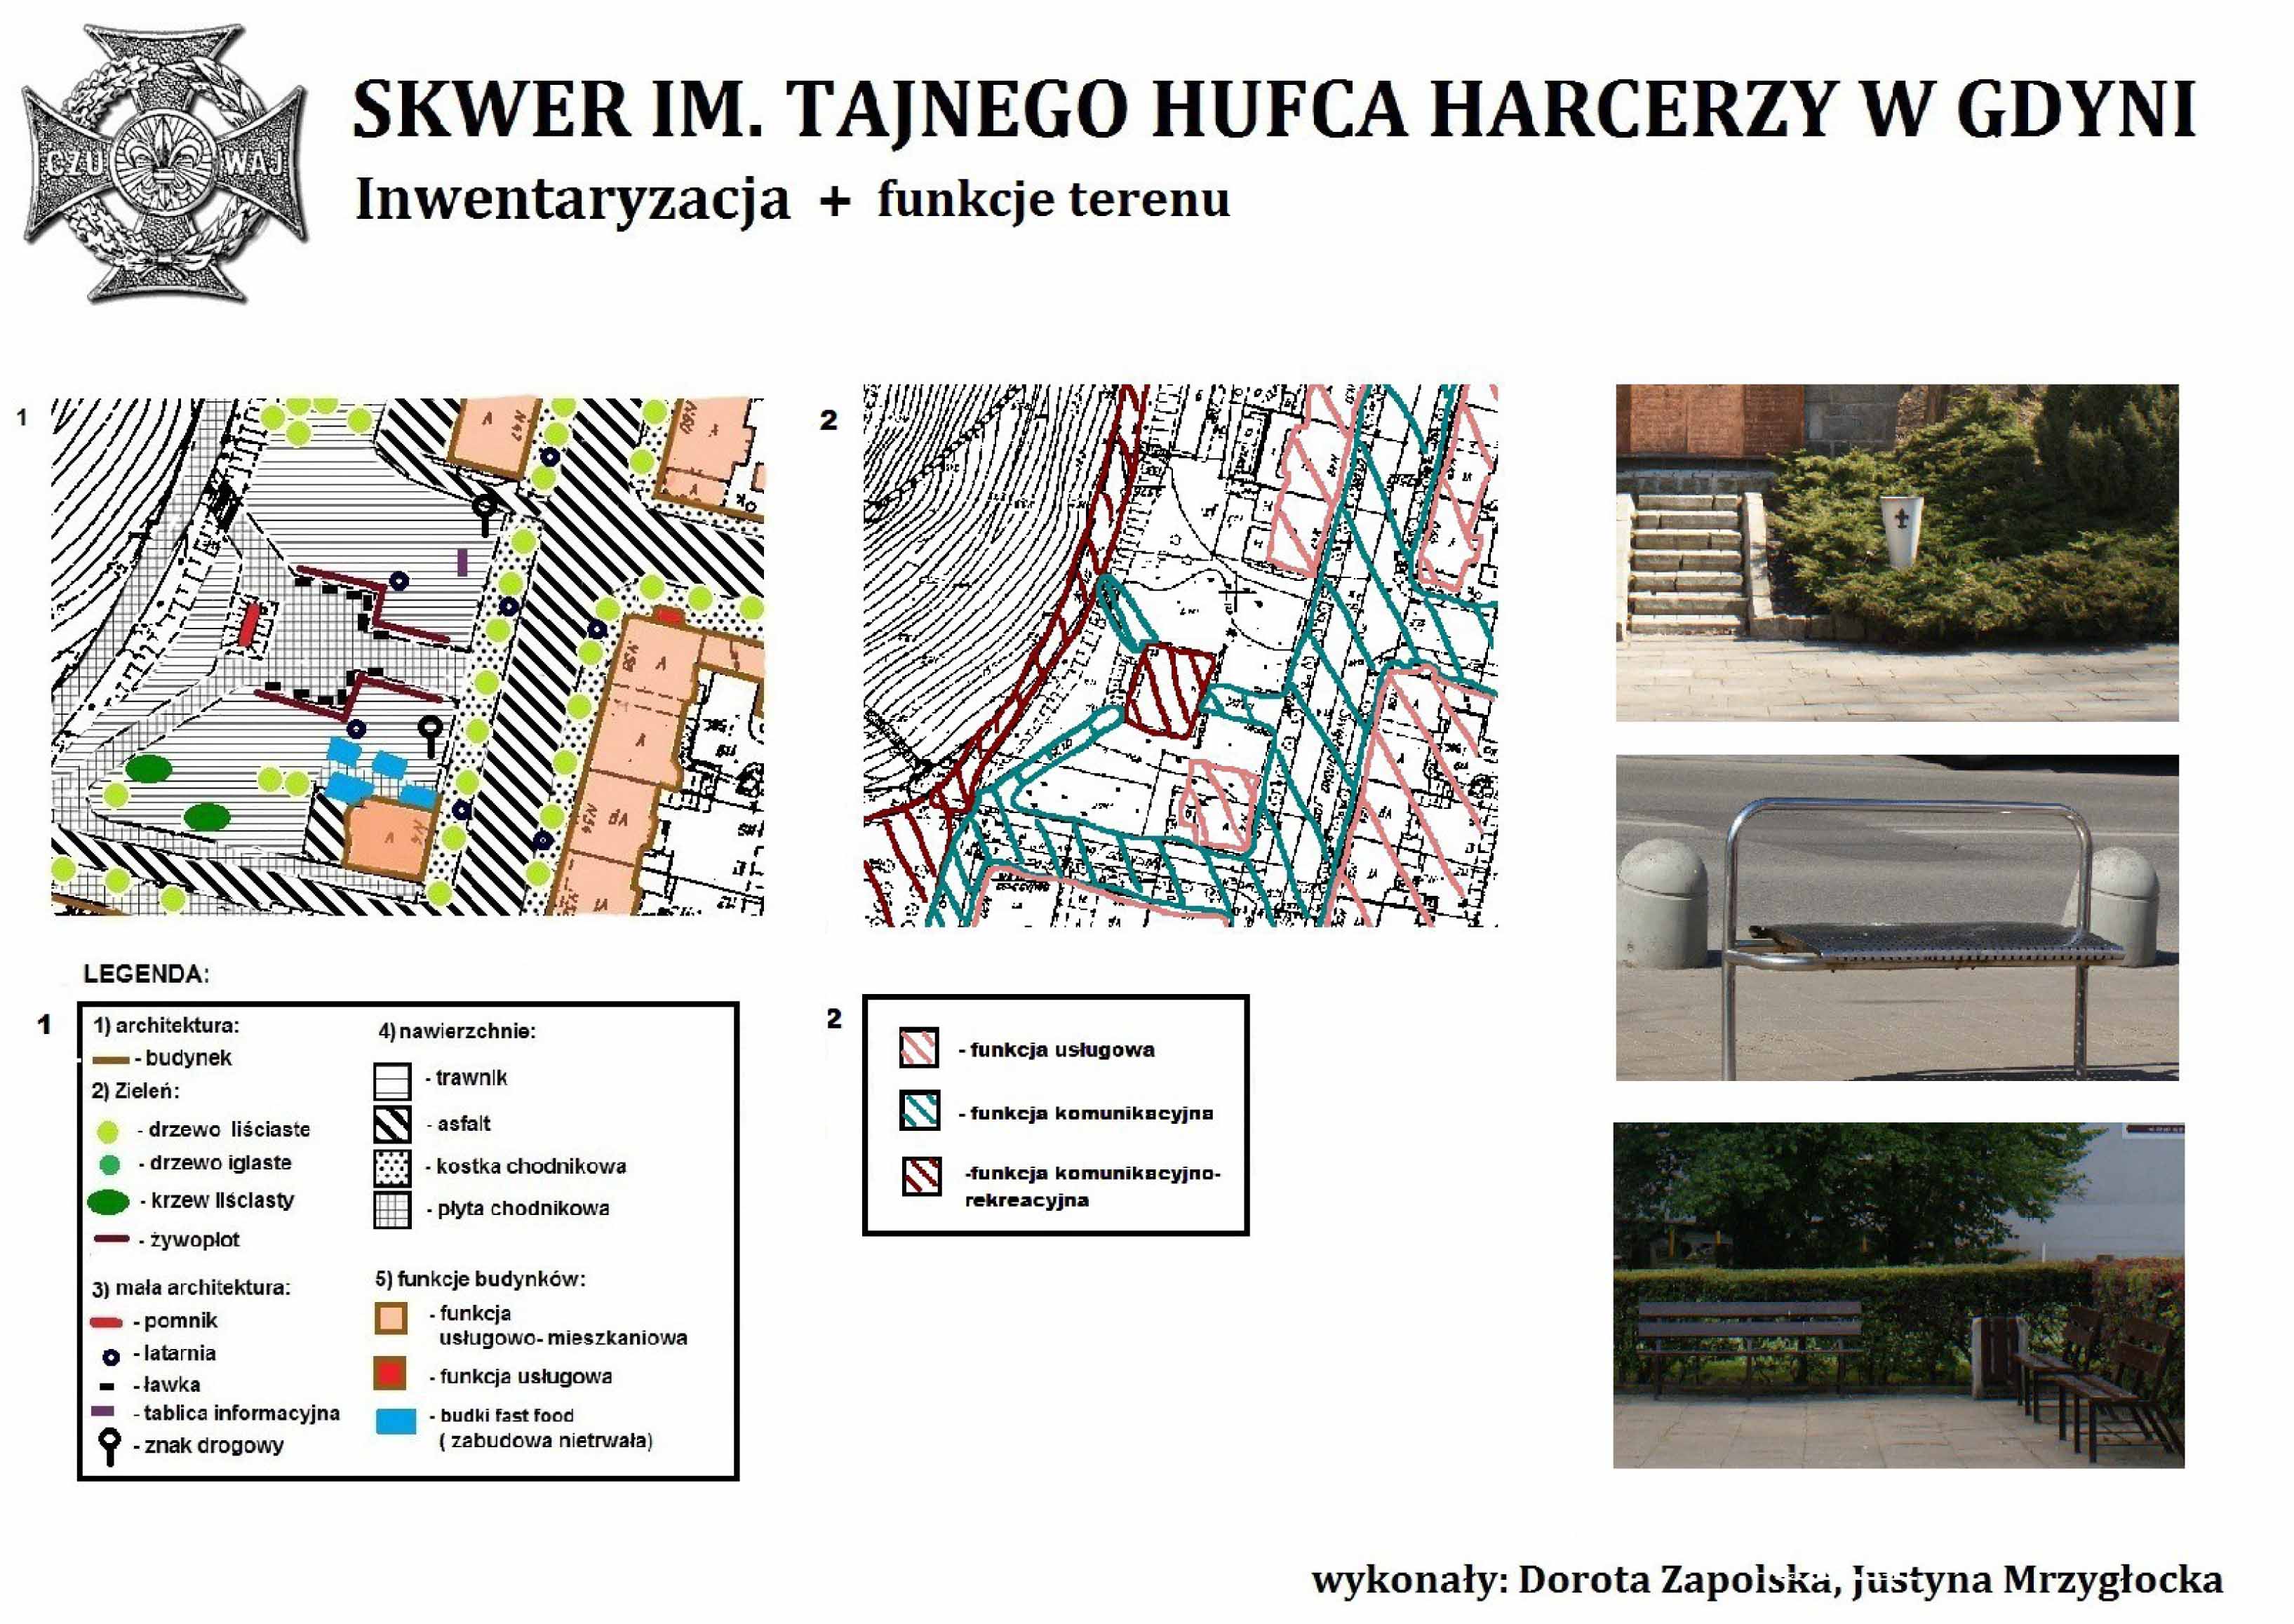 CZU WAJ
SKWER IM. TAJNEGO HUFCA HARCERZY W GDYNI
Inwentaryzacja + funkcje terenu
1
2
LEGENDA:
1
1) architektura:
- budynek
2) Zieleń:
- drzewo liściaste
- drzewo iglaste
- krzew liściasty
- żywopłot
3) mała architektura:
- pomnik
- latarnia
- ławka
- tablica informacyjna
- znak drogowy
4) nawierzchnie:
- trawnik
- asfalt
- kostka chodnikowa
- płyta chodnikowa
5) funkcje budynków:
- funkcja
usługowo- mieszkaniowa
- funkcja usługowa
- budki fast food
( zabudowa nietrwała)
2
- funkcja usługowa
- funkcja komunikacyjna
-funkcja komunikacyjno-
rekreacyjna
wykonały: Dorota Zapolska, Justyna Mrzygłocka